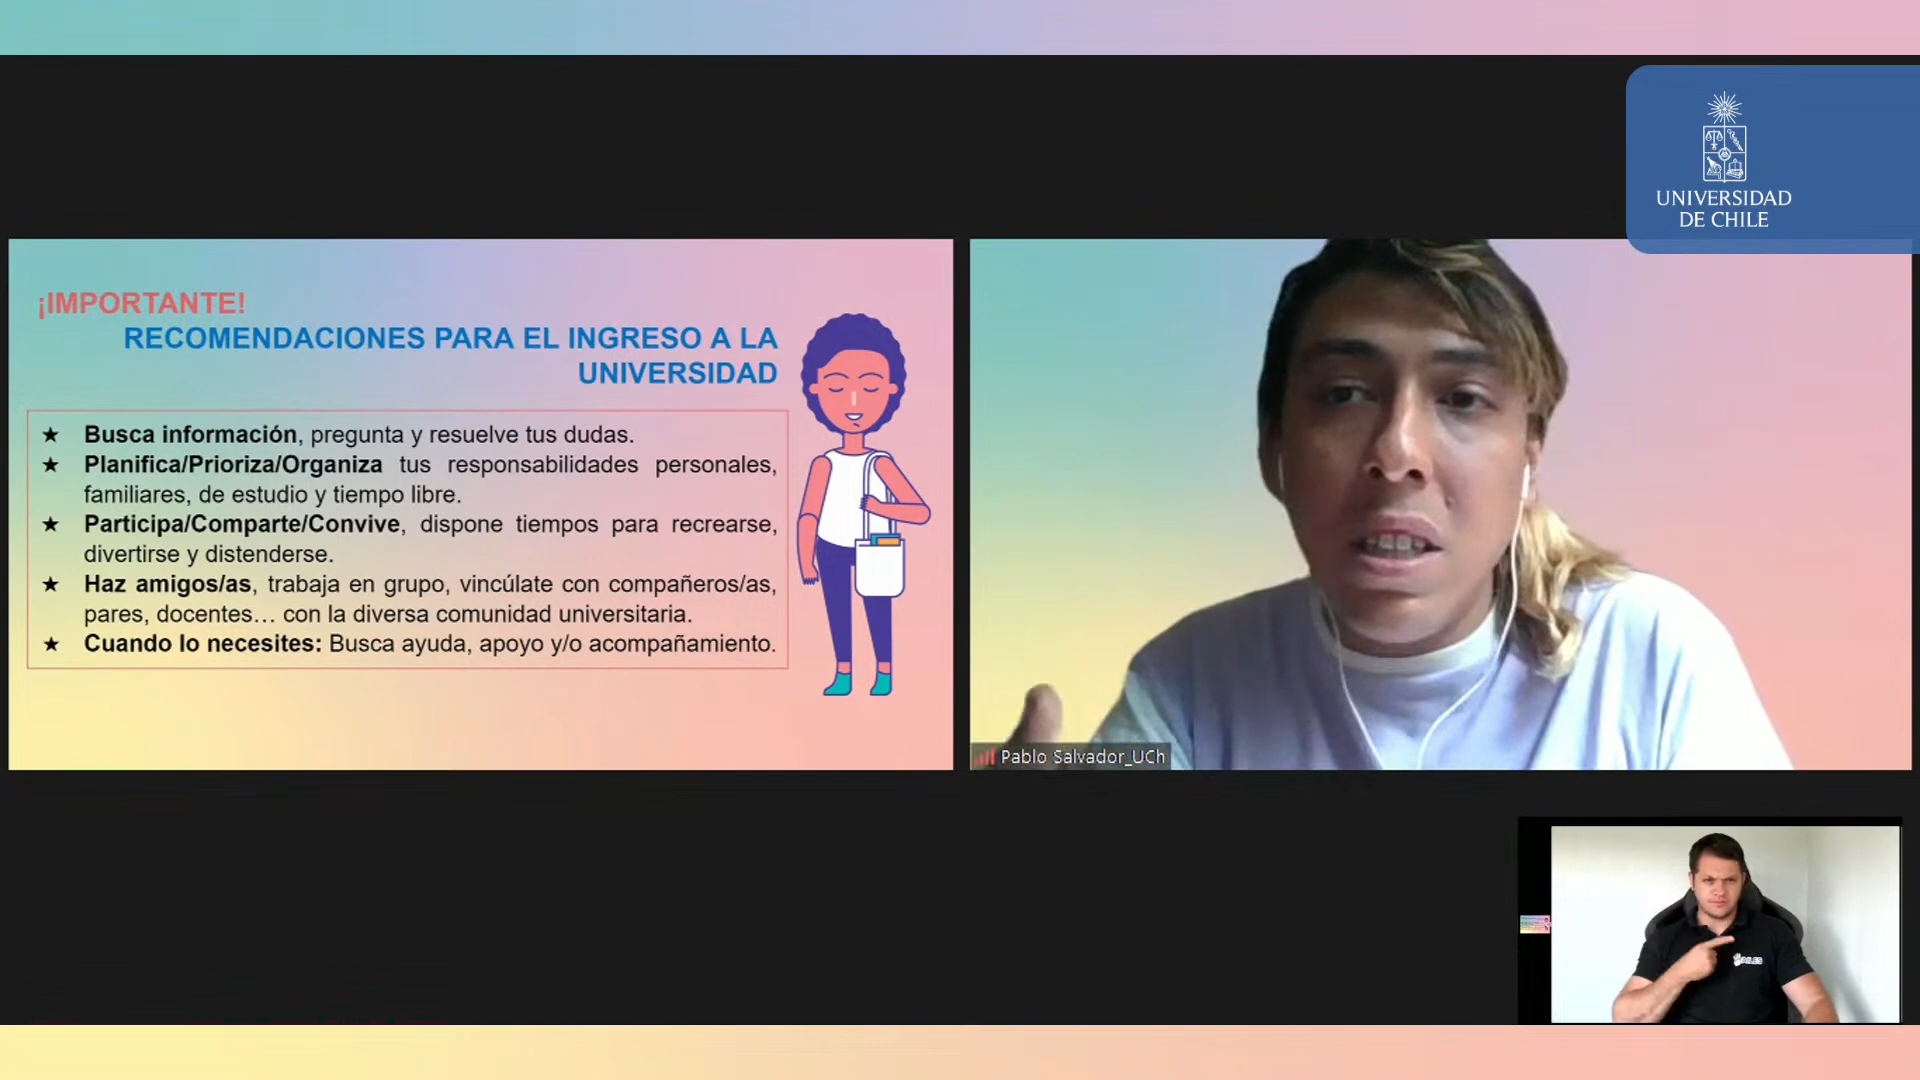 UNIVERSIDAD
DE CHILE
¡IMPORTANTE!
RECOMENDACIONES PARA EL INGRESO A LA
UNIVERSIDAD
★ Busca información, pregunta y resuelve tus dudas.
★ Planifica/Prioriza/Organiza tus responsabilidades personales,
familiares, de estudio y tiempo libre.
★ Participa/Comparte/Convive, dispone tiempos para recrearse,
divertirse y distenderse.
★ Haz amigos/as, trabaja en grupo, vincúlate con compañeros/as,
pares, docentes… con la diversa comunidad universitaria.
★ Cuando lo necesites: Busca ayuda, apoyo y/o acompañamiento.
Pablo Salvador_UCh